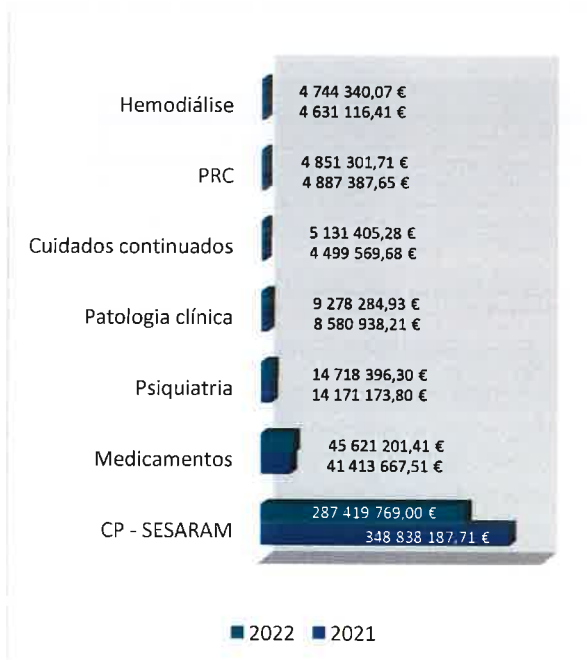 Hemodiálise
4 744 340,07 €
4 631 116,41 €
PRC
4 851 301,71 €
4 887 387,65 €
Cuidados continuados
5 131 405,28 €
4 499 569,68 €
Patologia clínica
9 278 284,93 €
8 580 938,21 €
Psiquiatria
14 718 396,30 €
14 171 173,80 €
Medicamentos
45 621 201,41 €
41 413 667,51 €
CP - SESARAM
287 419 769,00 €
348 838 187,71 €
2022 2021